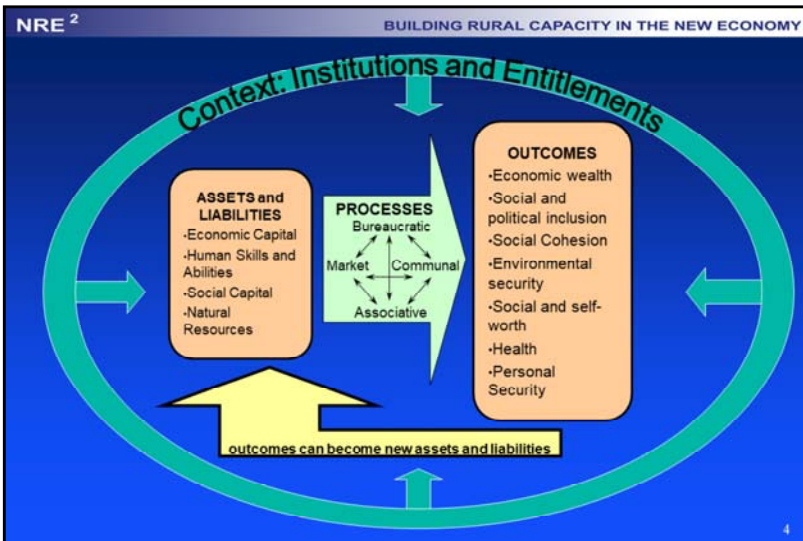 NRE 2
BUILDING RURAL CAPACITY IN THE NEW ECONOMY
Context: Institutions and Entitlements
ASSETS and
LIABILITIES
•Economic Capital
•Human Skills and
Abilities
•Social Capital
•Natural
Resources
PROCESSES
Bureaucratic
Market
Communal
Associative
OUTCOMES
•Economic wealth
•Social and
political inclusion
•Social Cohesion
•Environmental
security
•Social and self-
worth
•Health
•Personal
Security
outcomes can become new assets and liabilities
4